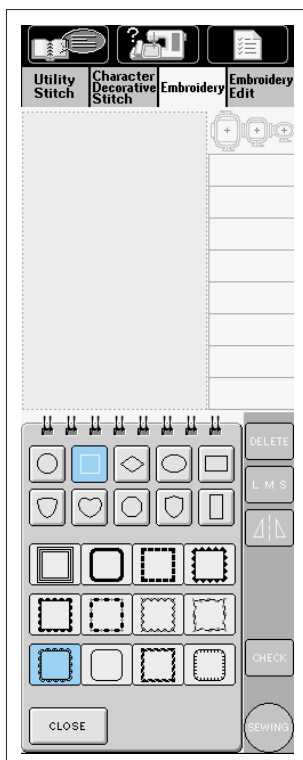 ?
Utility Stitch
Character Decorative Stitch
Embroidery
Embroidery Edit
DELETE
L M S
CHECK
CLOSE
SEWING